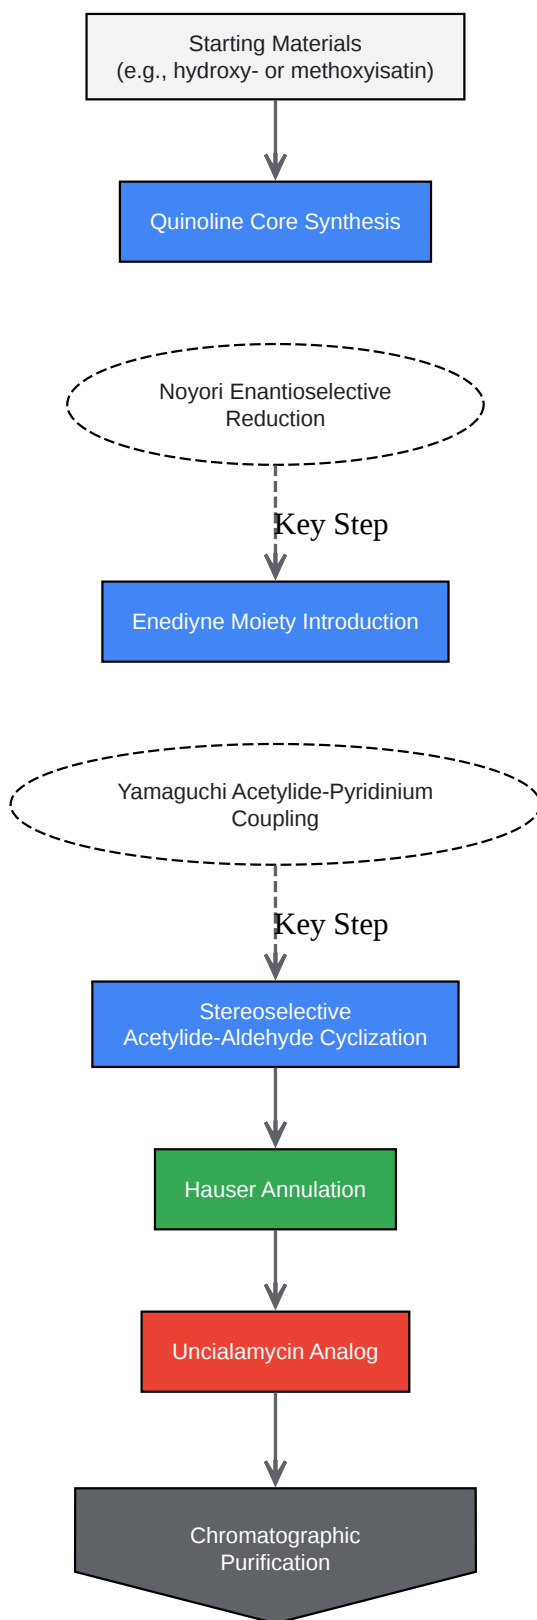 Starting Materials
(e.g., hydroxy- or methoxyisatin)
Quinoline Core Synthesis
Noyori Enantioselective
Reduction
Key Step
Enediyne Moiety Introduction
Yamaguchi Acetylide-Pyridinium
Coupling
Key Step
Stereoselective
Acetylide-Aldehyde Cyclization
Hauser Annulation
Uncialamycin Analog
Chromatographic
Purification